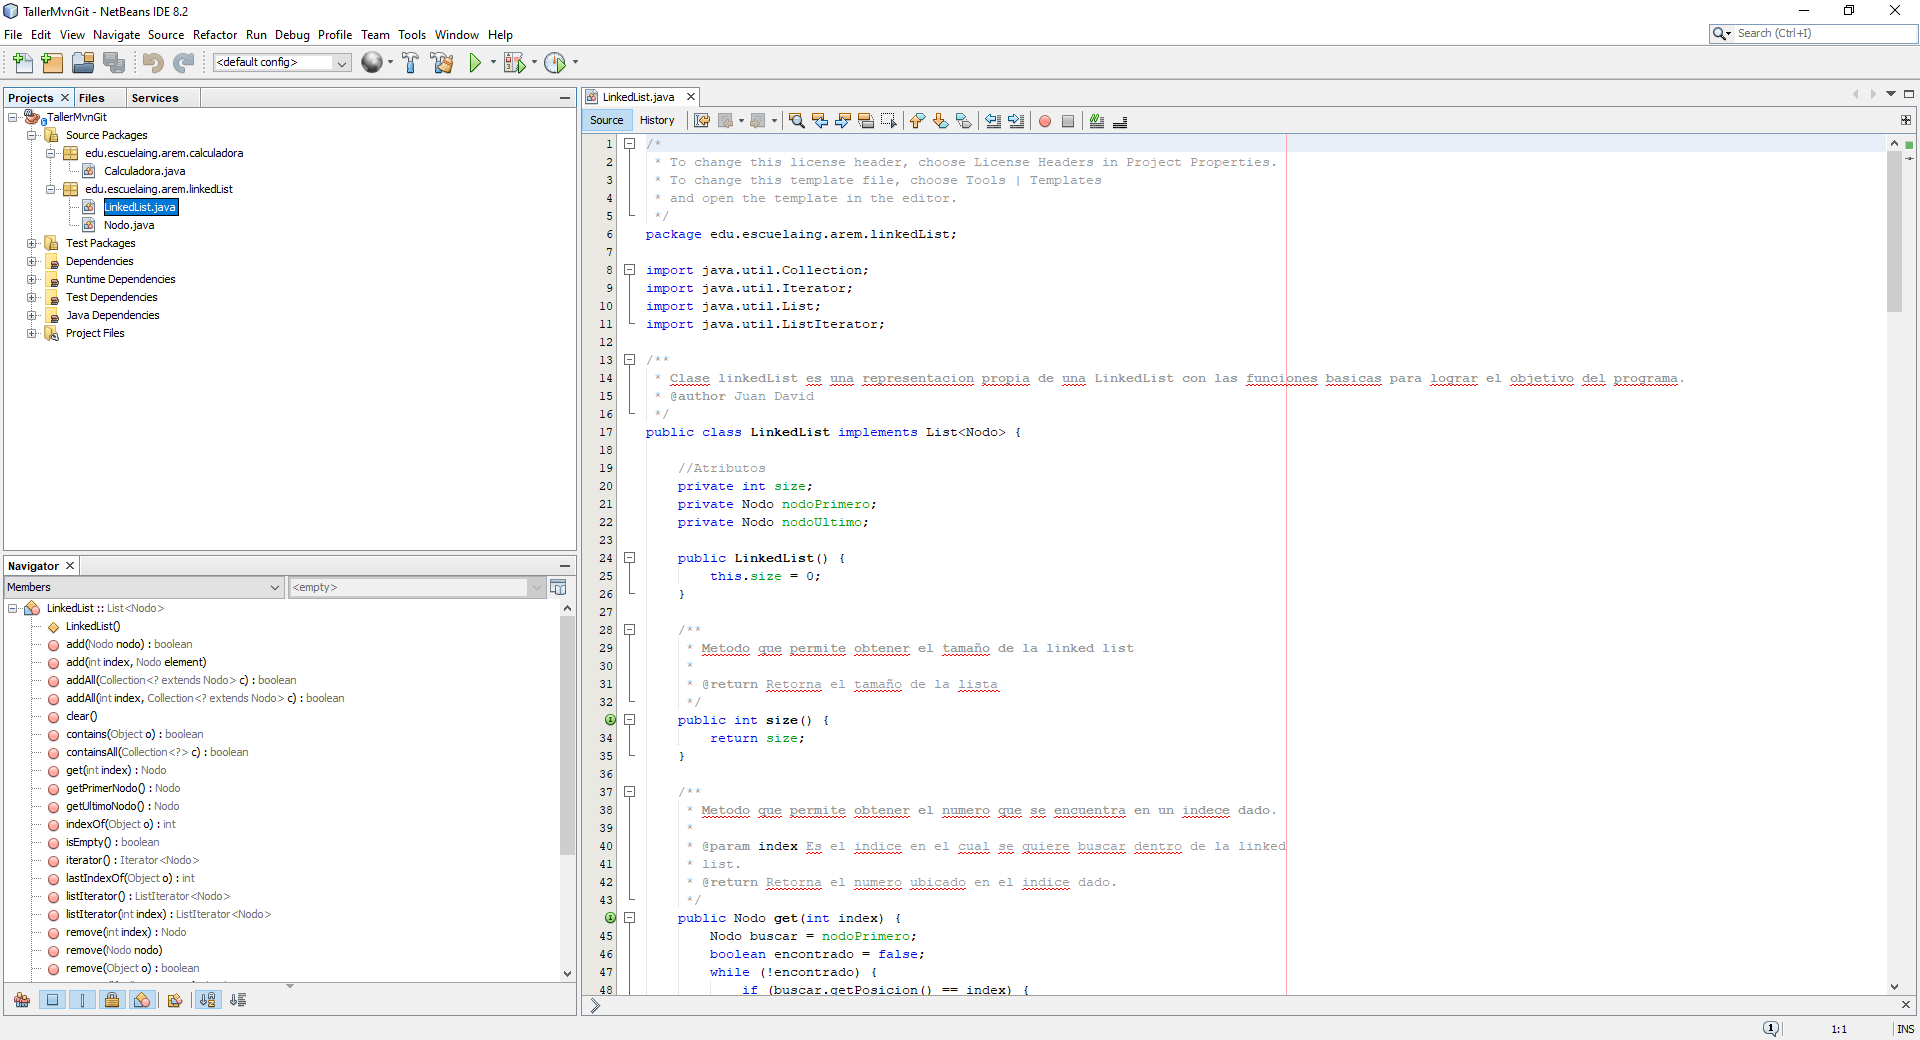 TallerMvnGit - NetBeans IDE 8.2
File Edit View Navigate Source Refactor Run Debug Profile Team Tools Window Help
Search (Ctrl+I)
<default config>
Projects Files Services
TallerMvnGit
Source Packages
edu.escuelaing.arem.calculadora
Calculadora.java
edu.escuelaing.arem.linkedList
LinkedList.java
Nodo.java
Test Packages
Dependencies
Runtime Dependencies
Test Dependencies
Java Dependencies
Project Files
Navigator
Members <empty>
LinkedList :: List<Nodo>
LinkedList()
add(Nodo nodo) : boolean
add(int index, Nodo element)
addAll(Collection<? extends Nodo> c) : boolean
addAll(int index, Collection<? extends Nodo> c) : boolean
clear()
contains(Object o) : boolean
containsAll(Collection<?> c) : boolean
get(int index) : Nodo
getPrimerNodo() : Nodo
getUltimoNodo() : Nodo
indexOf(Object o) : int
isEmpty() : boolean
iterator() : Iterator<Nodo>
lastIndexOf(Object o) : int
listIterator() : ListIterator<Nodo>
listIterator(int index) : ListIterator<Nodo>
remove(int index) : Nodo
remove(Nodo nodo)
remove(Object o) : boolean
LinkedList.java
Source History
1 /*
2 * To change this license header, choose License Headers in Project Properties.
3 * To change this template file, choose Tools | Templates
4 * and open the template in the editor.
5 */
6 package edu.escuelaing.arem.linkedList;
7
8 import java.util.Collection;
9 import java.util.Iterator;
10 import java.util.List;
11 import java.util.ListIterator;
12
13 /**
14 * Clase linkedList es una representacion propia de una LinkedList con las funciones basicas para lograr el objetivo del programa.
15 * @author Juan David
16 */
17 public class LinkedList implements List<Nodo> {
18
19 //Atributos
20 private int size;
21 private Nodo nodoPrimero;
22 private Nodo nodoUltimo;
23
24 public LinkedList() {
25 this.size = 0;
26 }
27
28 /**
29 * Metodo que permite obtener el tamaño de la linked list
30 *
31 * @return Retorna el tamaño de la lista
32 */
public int size() {
34 return size;
35 }
36
37 /**
38 * Metodo que permite obtener el numero que se encuentra en un indece dado.
39 *
40 * @param index Es el indice en el cual se quiere buscar dentro de la linked
41 * list.
42 * @return Retorna el numero ubicado en el indice dado.
43 */
public Nodo get(int index) {
45 Nodo buscar = nodoPrimero;
46 boolean encontrado = false;
47 while (!encontrado) {
48 if (buscar.getPosicion() == index) {
1 1:1 INS